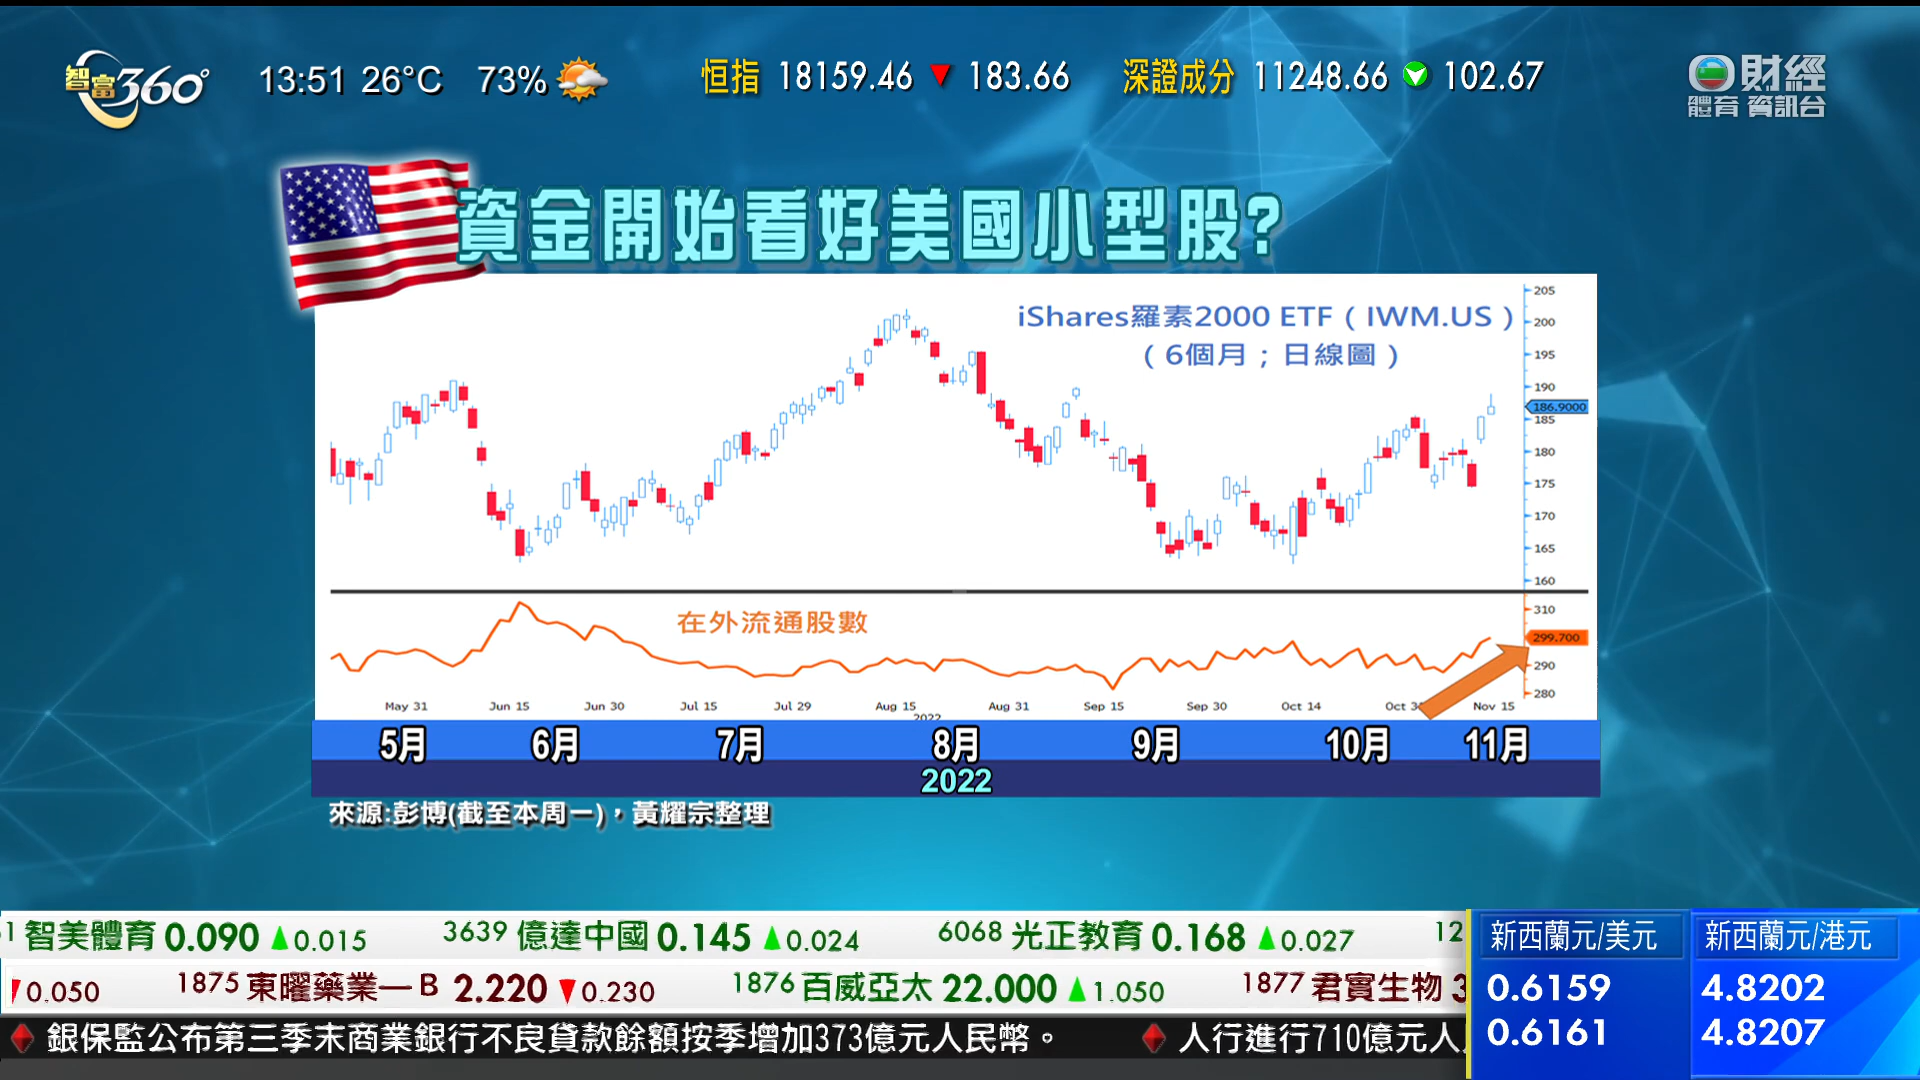 智富360°
13:51 26°C 73%
恒指 18159.46 ▼ 183.66
深證成分 11248.66 102.67
財經
體育 資訊台
資金開始看好美國小型股?
iShares羅素2000 ETF ( IWM.US )
( 6個月 ; 日線圖 )
205
200
195
190
186.9000
185
180
175
170
165
160
在外流通股數
310
299.700
290
280
May 31 Jun 15 Jun 30 Jul 15 Jul 29 Aug 15 Aug 31 Sep 15 Sep 30 Oct 14 Oct Nov 15
2022
5月 6月 7月 8月 9月 10月 11月
2022
來源:彭博(截至本周一)，黃耀宗整理
1 智美體育 0.090 ▲0.015 3639 億達中國 0.145 ▲0.024 6068 光正教育 0.168 ▲0.027 12
▼0.050 1875 東曜藥業—B 2.220 ▼0.230 1876 百威亞太 22.000 ▲1.050 1877 君實生物 3
銀保監公布第三季末商業銀行不良貸款餘額按季增加373億元人民幣。 人行進行710億元人
新西蘭元/美元
0.6159
0.6161
新西蘭元/港元
4.8202
4.8207